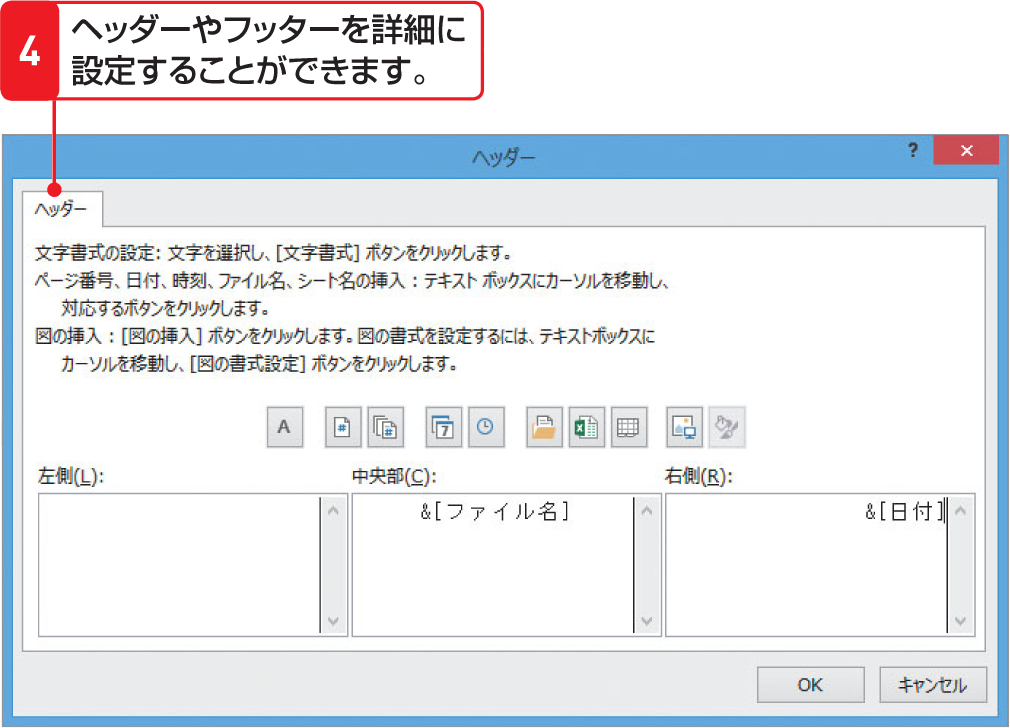 4
ヘッダーやフッターを詳細に
設定することができます。
ヘッダー
?
×
ヘッダー
文字書式の設定: 文字を選択し、[文字書式] ボタンをクリックします。
ページ番号、日付、時刻、ファイル名、シート名の挿入 : テキスト ボックスにカーソルを移動し、
対応するボタンをクリックします。
図の挿入 : [図の挿入] ボタンをクリックします。図の書式を設定するには、テキストボックスに
カーソルを移動し、[図の書式設定] ボタンをクリックします。
A # # 7
左側(L): 中央部(C): 右側(R):
&[ファイル名] &[日付]
OK キャンセル